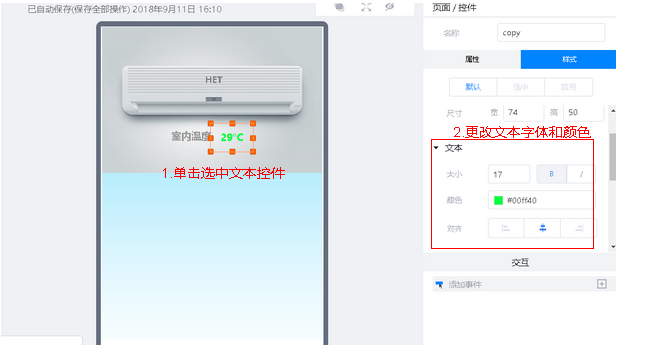 已自动保存(保存全部操作) 2018年9月11日 16:10
HET
室内温度
29℃
1.单击选中文本控件
页面 / 控件
名称 copy
属性 样式
默认 选中 禁用
尺寸 宽 74 高 50
2.更改文本字体和颜色
文本
大小 17 B /
颜色 #00ff40
对齐
交互
添加事件